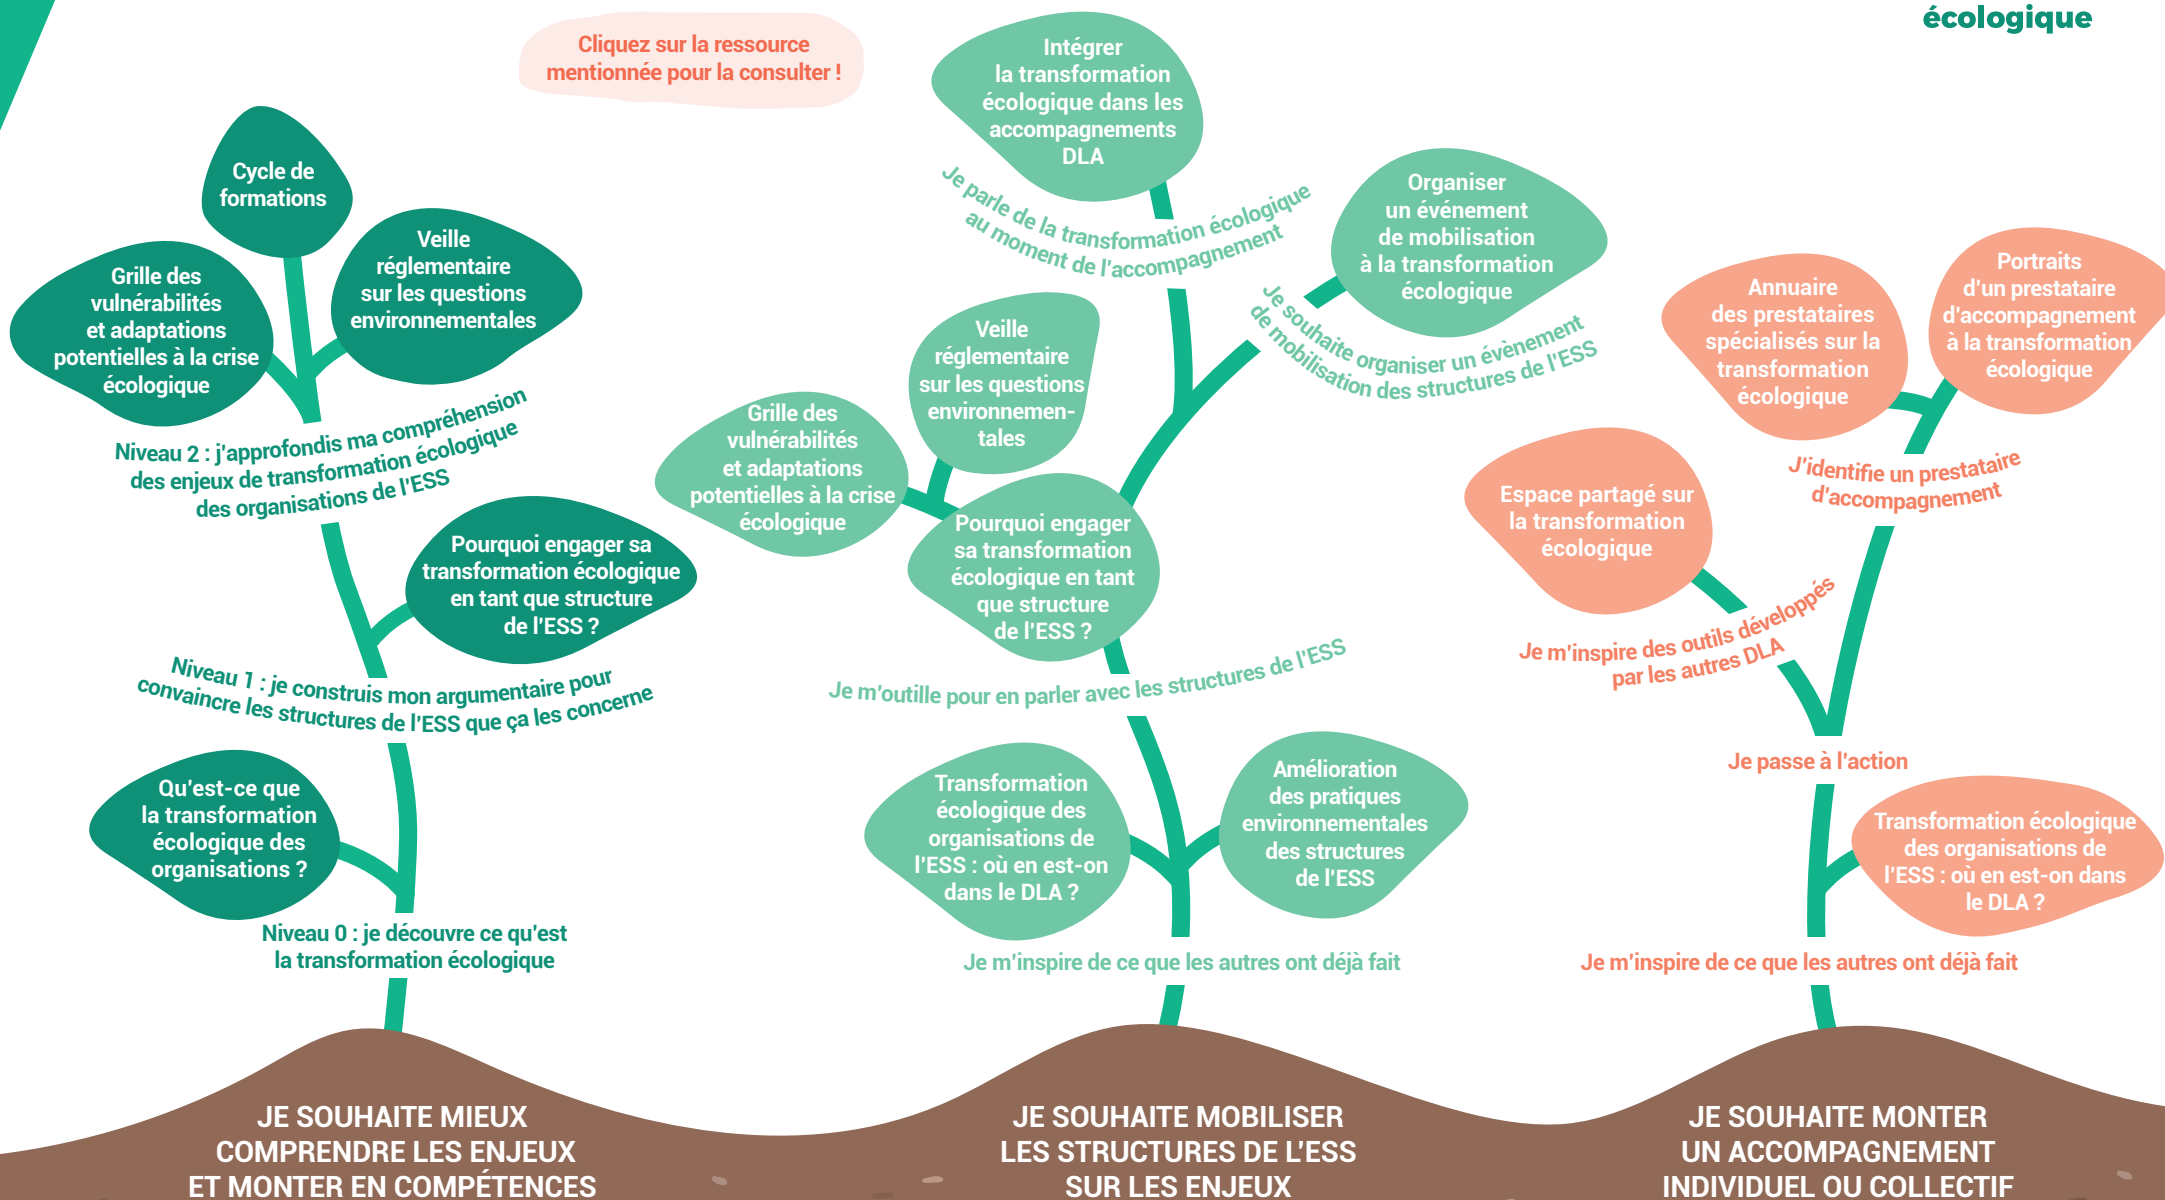 écologique
Cliquez sur la ressource
mentionnée pour la consulter !
Cycle de
formations
Grille des
vulnérabilités
et adaptations
potentielles à la crise
écologique
Veille
réglementaire
sur les questions
environnementales
Niveau 2 : j'approfondis ma compréhension
des enjeux de transformation écologique
des organisations de l'ESS
Pourquoi engager sa
transformation écologique
en tant que structure
de l'ESS ?
Niveau 1 : je construis mon argumentaire pour
convaincre les structures de l'ESS que ça les concerne
Qu'est-ce que
la transformation
écologique des
organisations ?
Niveau 0 : je découvre ce qu'est
la transformation écologique
JE SOUHAITE MIEUX
COMPRENDRE LES ENJEUX
ET MONTER EN COMPÉTENCES
Intégrer
la transformation
écologique dans les
accompagnements
DLA
Je parle de la transformation écologique
au moment de l'accompagnement
Organiser
un événement
de mobilisation
à la transformation
écologique
Je souhaite organiser un évènement
de mobilisation des structures de l'ESS
Veille
réglementaire
sur les questions
environnemen-
tales
Grille des
vulnérabilités
et adaptations
potentielles à la crise
écologique
Pourquoi engager
sa transformation
écologique en tant
que structure
de l'ESS ?
Je m'outille pour en parler avec les structures de l'ESS
Transformation
écologique des
organisations de
l'ESS : où en est-on
dans le DLA ?
Amélioration
des pratiques
environnementales
des structures
de l'ESS
Je m'inspire de ce que les autres ont déjà fait
JE SOUHAITE MOBILISER
LES STRUCTURES DE L'ESS
SUR LES ENJEUX
Annuaire
des prestataires
spécialisés sur la
transformation
écologique
Portraits
d'un prestataire
d'accompagnement
à la transformation
écologique
J'identifie un prestataire
d'accompagnement
Espace partagé sur
la transformation
écologique
Je m'inspire des outils développés
par les autres DLA
Je passe à l'action
Transformation écologique
des organisations de
l'ESS : où en est-on dans
le DLA ?
Je m'inspire de ce que les autres ont déjà fait
JE SOUHAITE MONTER
UN ACCOMPAGNEMENT
INDIVIDUEL OU COLLECTIF